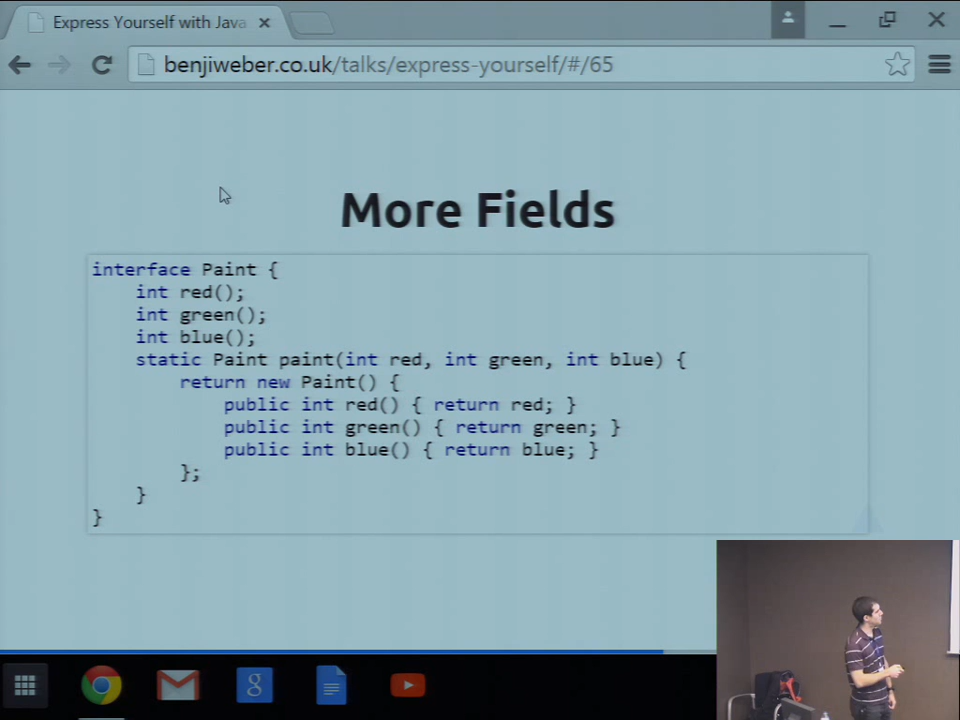 Express Yourself with Java
benjiweber.co.uk/talks/express-yourself/#/65
More Fields
interface Paint {
    int red();
    int green();
    int blue();
    static Paint paint(int red, int green, int blue) {
        return new Paint() {
            public int red() { return red; }
            public int green() { return green; }
            public int blue() { return blue; }
        };
    }
}
g